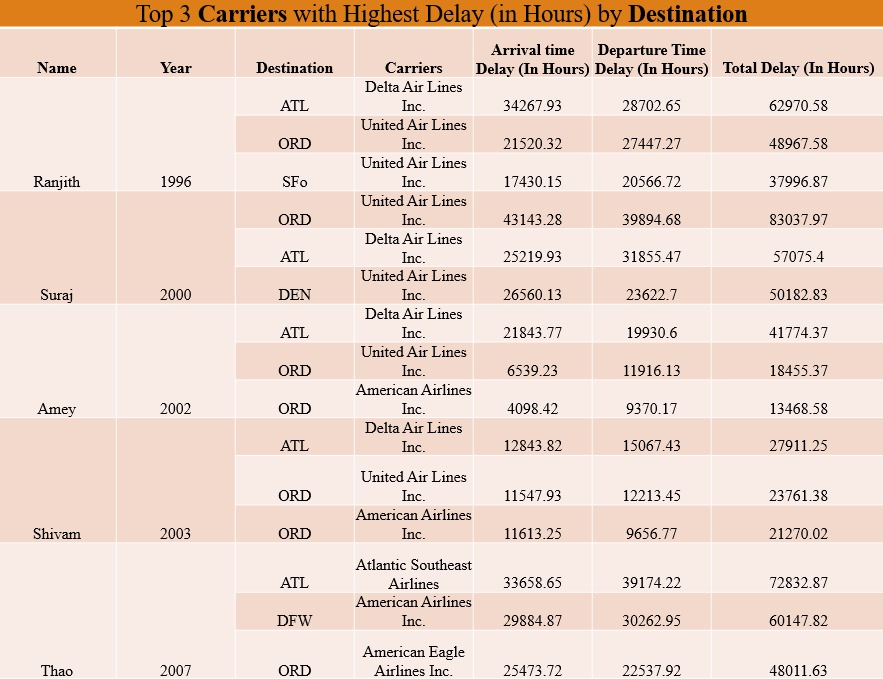 Top 3 Carriers with Highest Delay (in Hours) by Destination
Name Year Destination Carriers Arrival time Delay (In Hours) Departure Time Delay (In Hours) Total Delay (In Hours)
ATL Delta Air Lines Inc. 34267.93 28702.65 62970.58
ORD United Air Lines Inc. 21520.32 27447.27 48967.58
Ranjith 1996 SFo United Air Lines Inc. 17430.15 20566.72 37996.87
ORD United Air Lines Inc. 43143.28 39894.68 83037.97
ATL Delta Air Lines Inc. 25219.93 31855.47 57075.4
Suraj 2000 DEN United Air Lines Inc. 26560.13 23622.7 50182.83
ATL Delta Air Lines Inc. 21843.77 19930.6 41774.37
ORD United Air Lines Inc. 6539.23 11916.13 18455.37
Amey 2002 ORD American Airlines Inc. 4098.42 9370.17 13468.58
ATL Delta Air Lines Inc. 12843.82 15067.43 27911.25
ORD United Air Lines Inc. 11547.93 12213.45 23761.38
Shivam 2003 ORD American Airlines Inc. 11613.25 9656.77 21270.02
ATL Atlantic Southeast Airlines 33658.65 39174.22 72832.87
DFW American Airlines Inc. 29884.87 30262.95 60147.82
Thao 2007 ORD American Eagle Airlines Inc. 25473.72 22537.92 48011.63